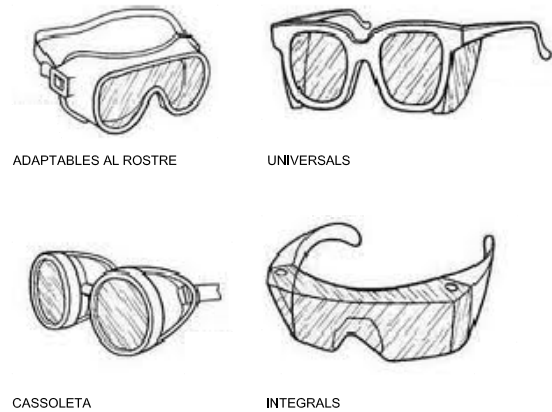 ADAPTABLES AL ROSTRE
UNIVERSALS
CASSOLETA
INTEGRALS